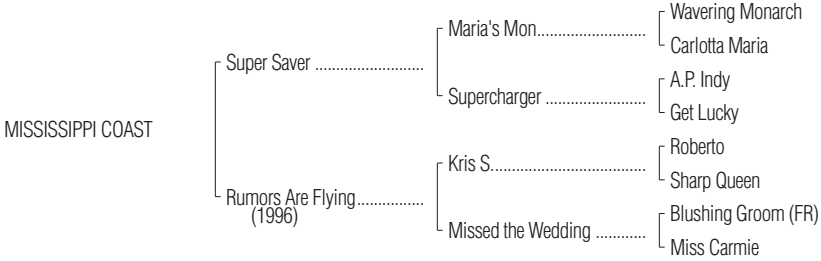 Wavering Monarch
Maria's Mon..........................
Carlotta Maria
Super Saver ..........................
A.P. Indy
Supercharger ........................
Get Lucky
MISSISSIPPI COAST
Roberto
Kris S.....................................
Sharp Queen
Rumors Are Flying................
(1996)
Blushing Groom (FR)
Missed the Wedding ............
Miss Carmie